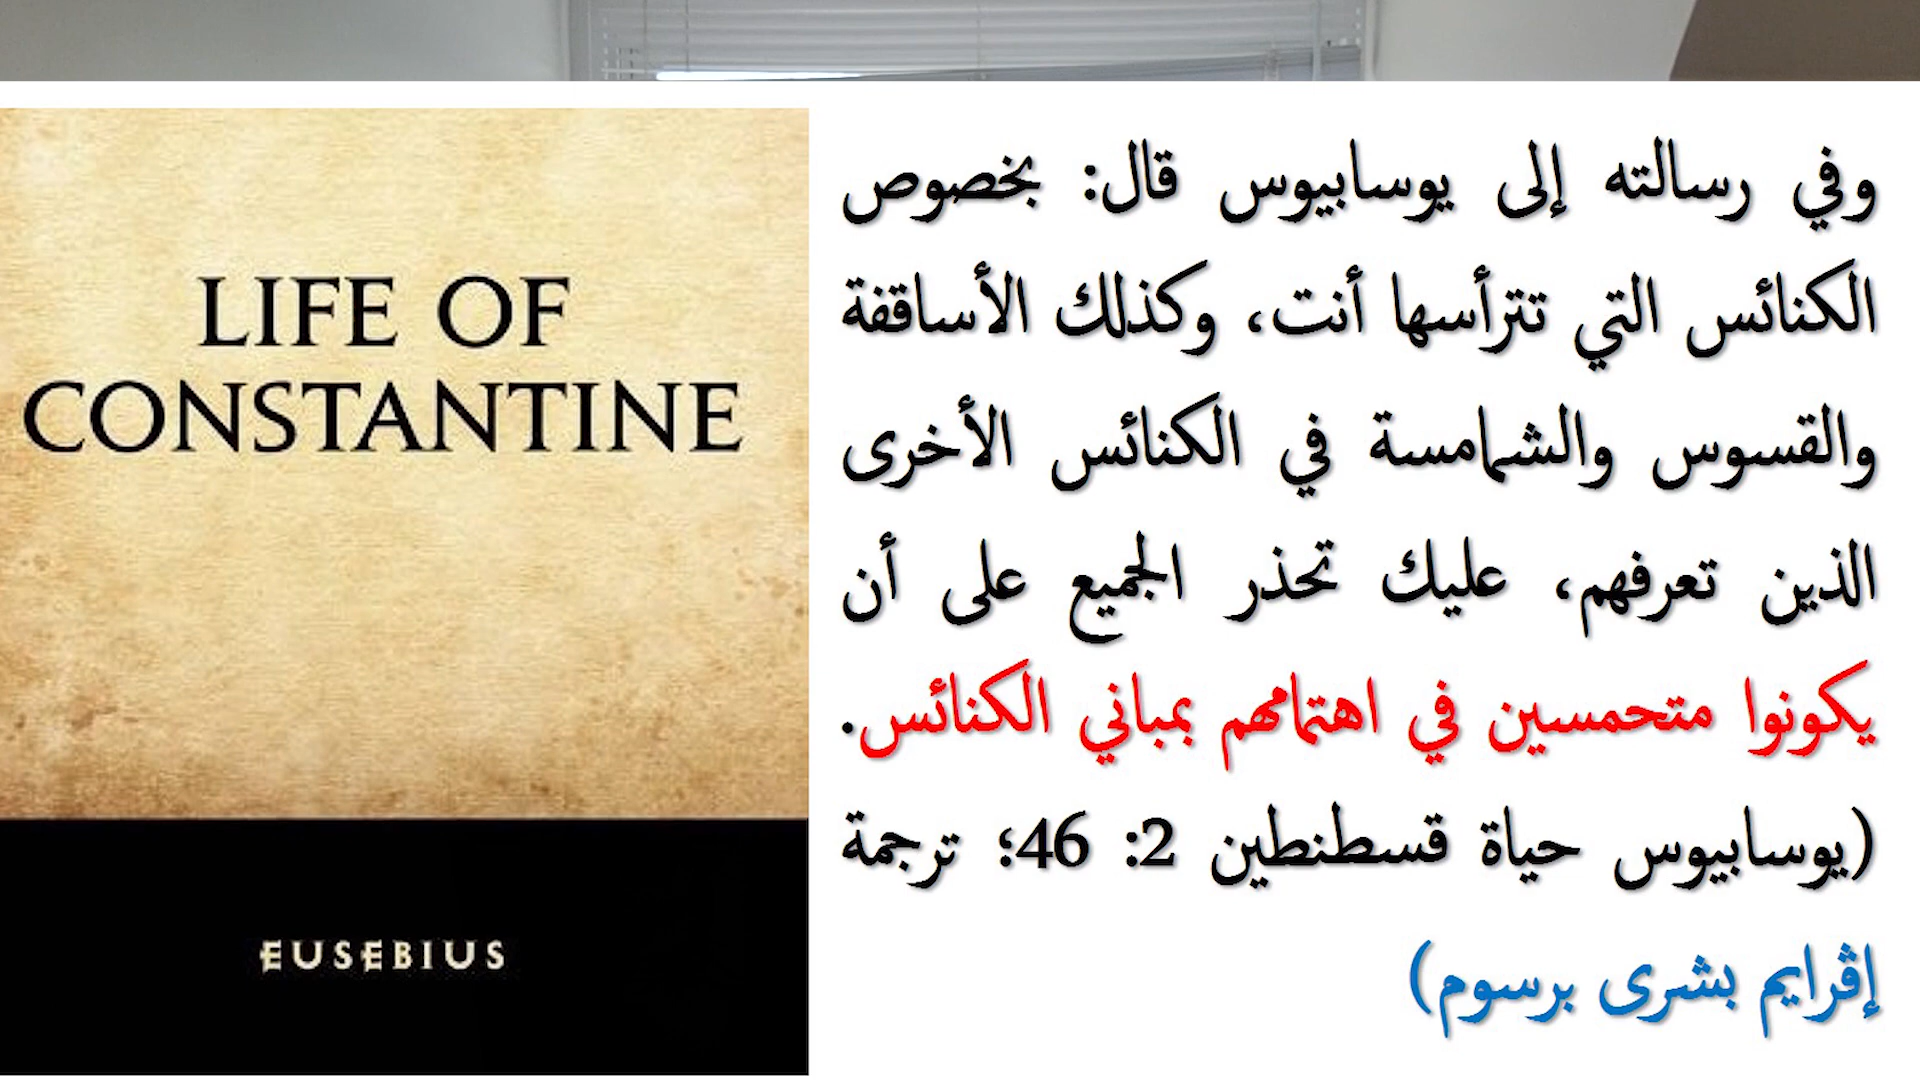 LIFE OF
CONSTANTINE
EUSEBIUS
وفي رسالته إلى يوسابيوس قال: بخصوص
الكنائس التي تترأسها أنت، وكذلك الأساقفة
والقسوس والشمامسة في الكنائس الأخرى
الذين تعرفهم، عليك تحذر الجميع على أن
يكونوا متحمسين في اهتمامهم بمباني الكنائس.
(يوسابيوس حياة قسطنطين 2: 46؛ ترجمة
إڤرايم بشرى برسوم)